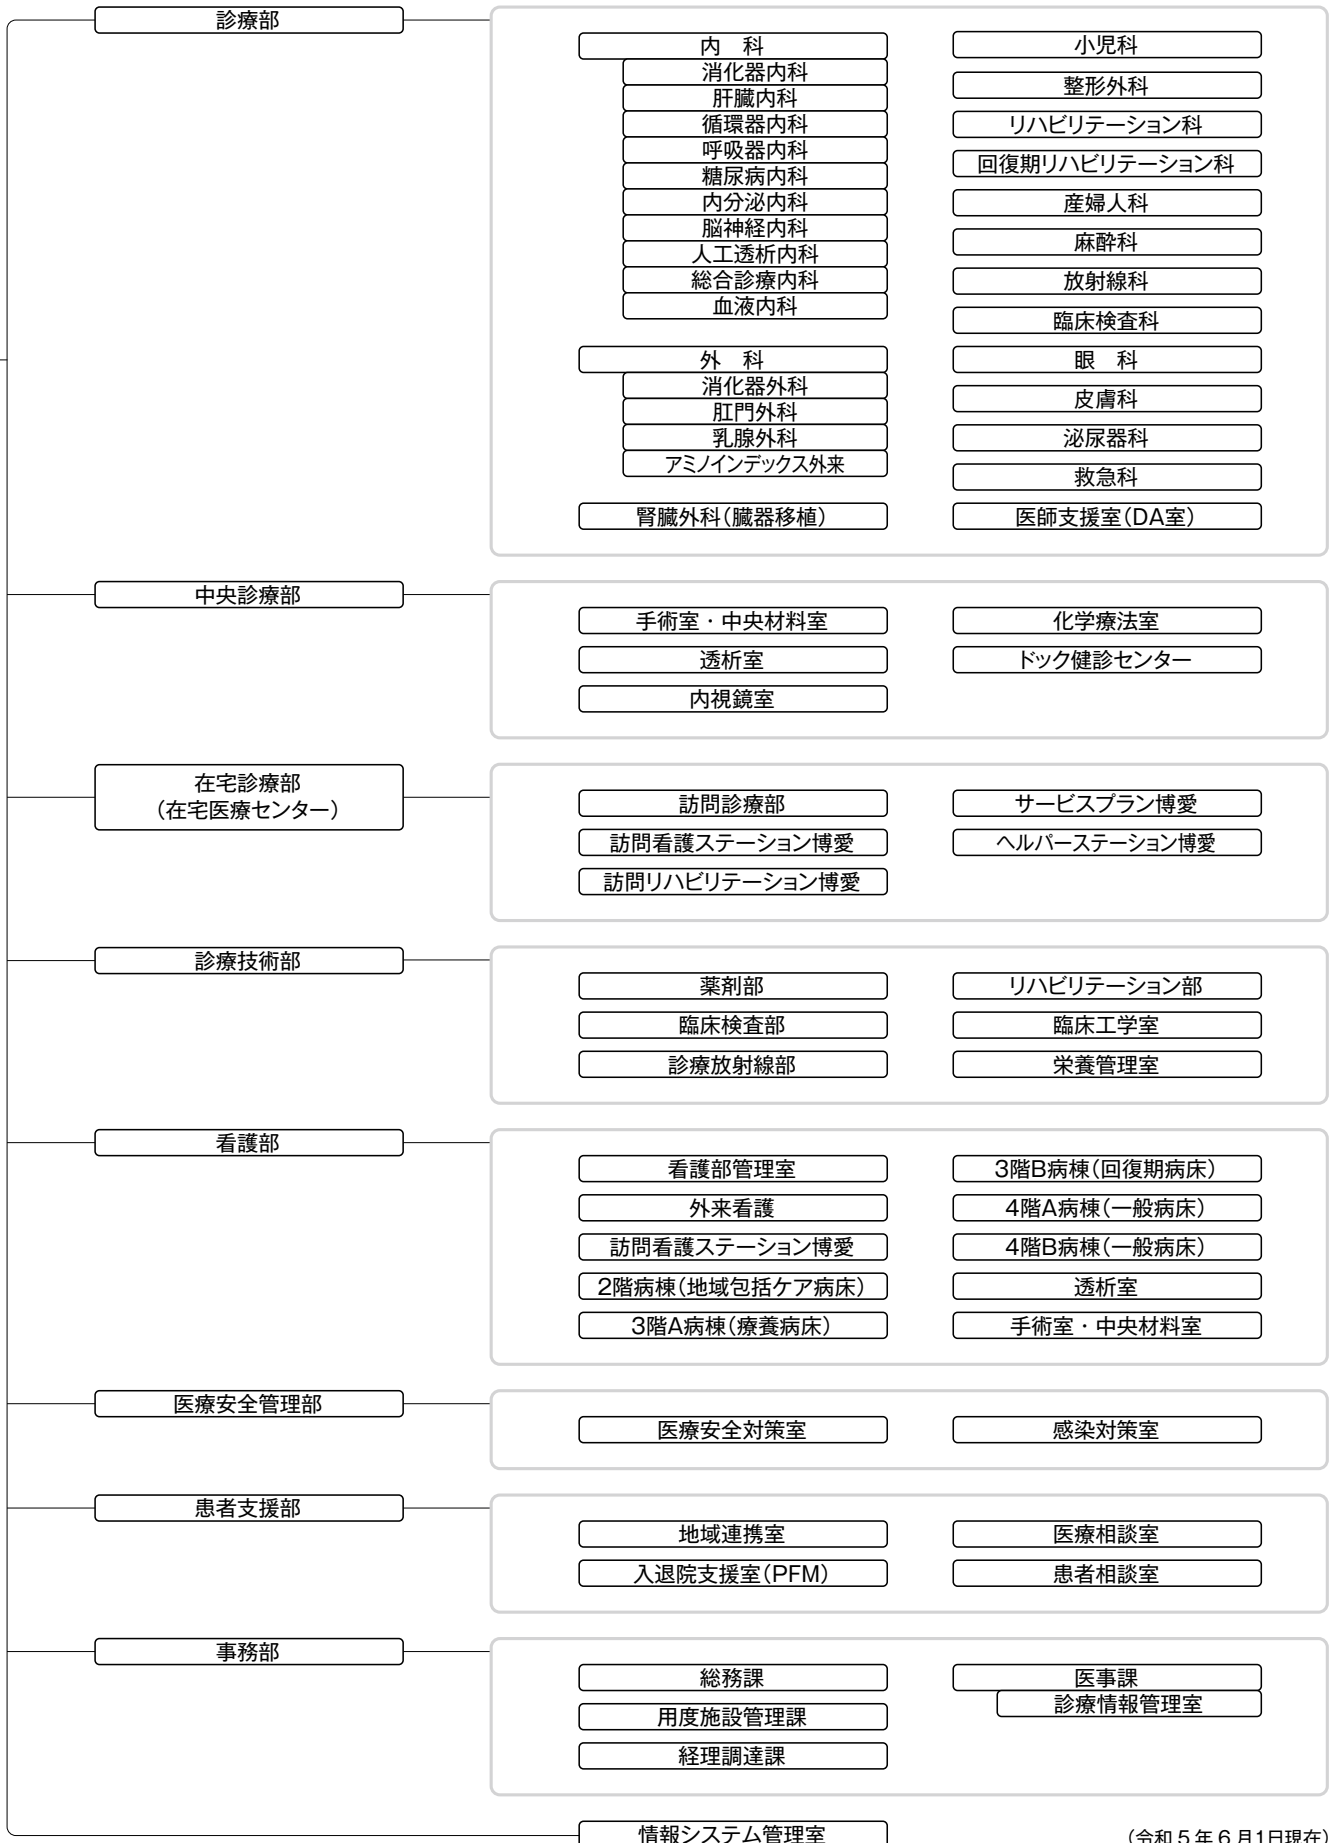 診療部
内　科
消化器内科
肝臓内科
循環器内科
呼吸器内科
糖尿病内科
内分泌内科
脳神経内科
人工透析内科
総合診療内科
血液内科
外　科
消化器外科
肛門外科
乳腺外科
アミノインデックス外来
腎臓外科（臓器移植）
小児科
整形外科
リハビリテーション科
回復期リハビリテーション科
産婦人科
麻酔科
放射線科
臨床検査科
眼　科
皮膚科
泌尿器科
救急科
医師支援室（DA室）
中央診療部
手術室・中央材料室
透析室
内視鏡室
化学療法室
ドック健診センター
在宅診療部
（在宅医療センター）
訪問診療部
訪問看護ステーション博愛
訪問リハビリテーション博愛
サービスプラン博愛
ヘルパーステーション博愛
診療技術部
薬剤部
臨床検査部
診療放射線部
リハビリテーション部
臨床工学室
栄養管理室
看護部
看護部管理室
外来看護
訪問看護ステーション博愛
2階病棟（地域包括ケア病床）
3階A病棟（療養病床）
3階B病棟（回復期病床）
4階A病棟（一般病床）
4階B病棟（一般病床）
透析室
手術室・中央材料室
医療安全管理部
医療安全対策室
感染対策室
患者支援部
地域連携室
入退院支援室（PFM）
医療相談室
患者相談室
事務部
総務課
用度施設管理課
経理調達課
医事課
診療情報管理室
情報システム管理室
（令和５年６月1日現在）